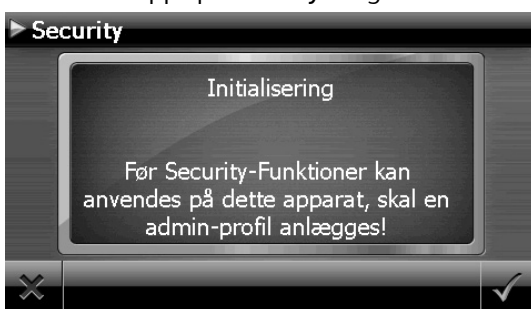 Security
Initialisering
Før Security-Funktioner kan
anvendes på dette apparat, skal en
admin-profil anlægges!